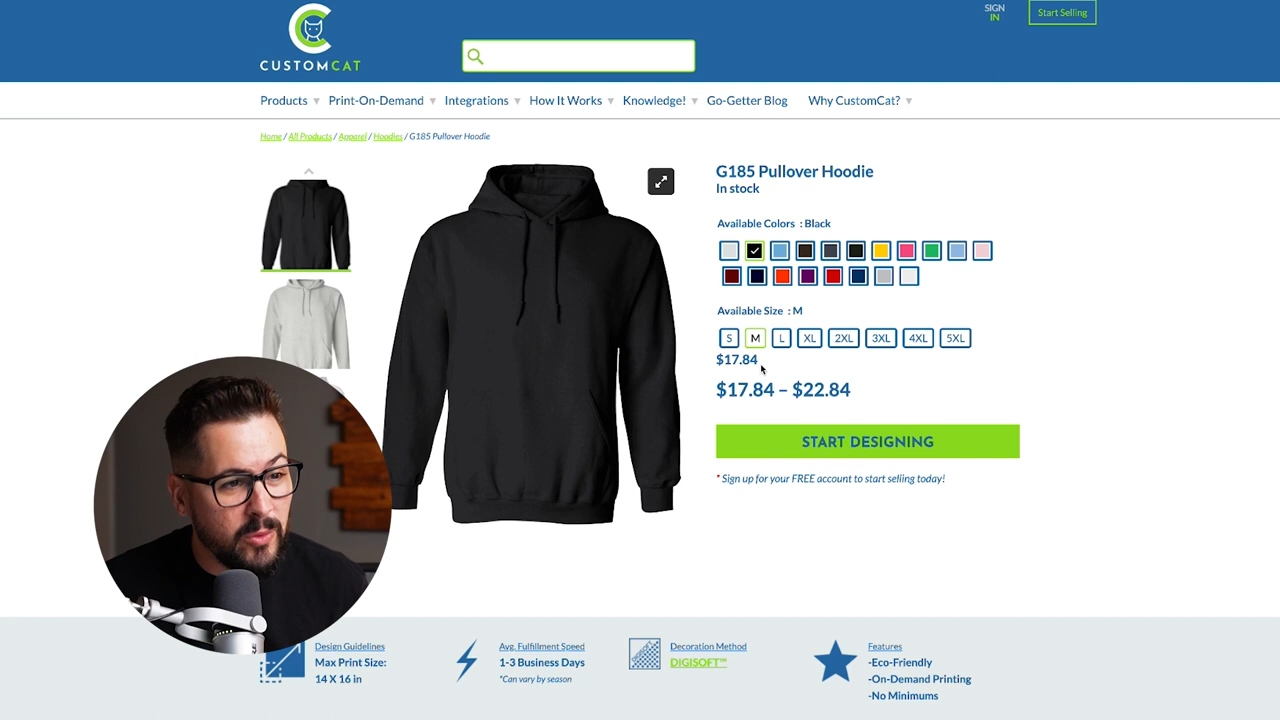 CUSTOMCAT
SIGN
IN
Start Selling
Products
Print-On-Demand
Integrations
How It Works
Knowledge!
Go-Getter Blog
Why CustomCat?
Home / All Products / Apparel / Hoodies / G185 Pullover Hoodie
G185 Pullover Hoodie
In stock
Available Colors : Black
Available Size : M
S M L XL 2XL 3XL 4XL 5XL
$17.84
$17.84 – $22.84
START DESIGNING
* Sign up for your FREE account to start selling today!
Design Guidelines
Max Print Size:
14 X 16 in
Avg. Fulfillment Speed
1-3 Business Days
*Can vary by season
Decoration Method
DIGISOFT™
Features
-Eco-Friendly
-On-Demand Printing
-No Minimums